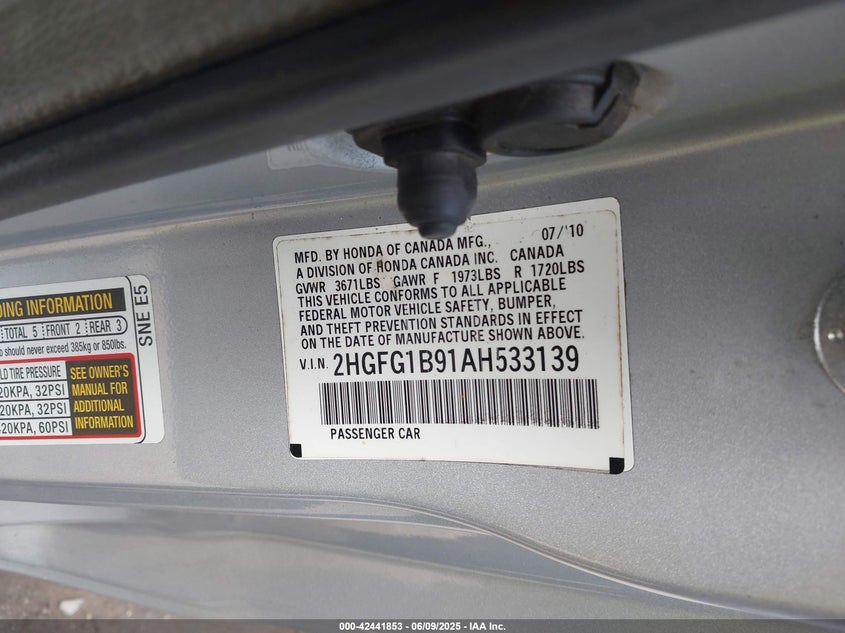 07/'10
MFD. BY HONDA OF CANADA MFG.,
A DIVISION OF HONDA CANADA INC. CANADA
GVWR 3671LBS GAWR F 1973LBS R 1720LBS
THIS VEHICLE CONFORMS TO ALL APPLICABLE
FEDERAL MOTOR VEHICLE SAFETY, BUMPER,
AND THEFT PREVENTION STANDARDS IN EFFECT
ON THE DATE OF MANUFACTURE SHOWN ABOVE.
V.I.N. 2HGFG1B91AH533139
PASSENGER CAR
INFORMATION
TOTAL 5 FRONT 2 REAR 3
should never exceed 385kg or 850lbs.
TIRE PRESSURE
20KPA, 32PSI
20KPA, 32PSI
20KPA, 60PSI
SEE OWNER'S
MANUAL FOR
ADDITIONAL
INFORMATION
SNE E5
000-42441853 / 06/09/2025 - IAA Inc.